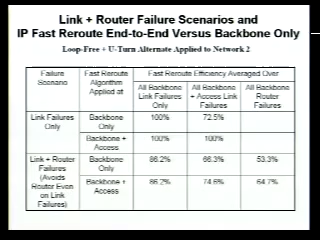 Link + Router Failure Scenarios and
IP Fast Reroute End-to-End Versus Backbone Only
Loop-Free + U-Turn Alternate Applied to Network 2
Failure Scenario
Fast Reroute Algorithm Applied at
Fast Reroute Efficiency Averaged Over
All Backbone Link Failures Only
All Backbone + Access Link Failures
All Backbone Router Failures
Link Failures Only
Backbone Only
100%
72.5%
Backbone + Access
100%
100%
Link + Router Failures (Avoids Router Even on Link Failures)
Backbone Only
86.2%
66.3%
53.3%
Backbone + Access
86.2%
74.6%
64.7%